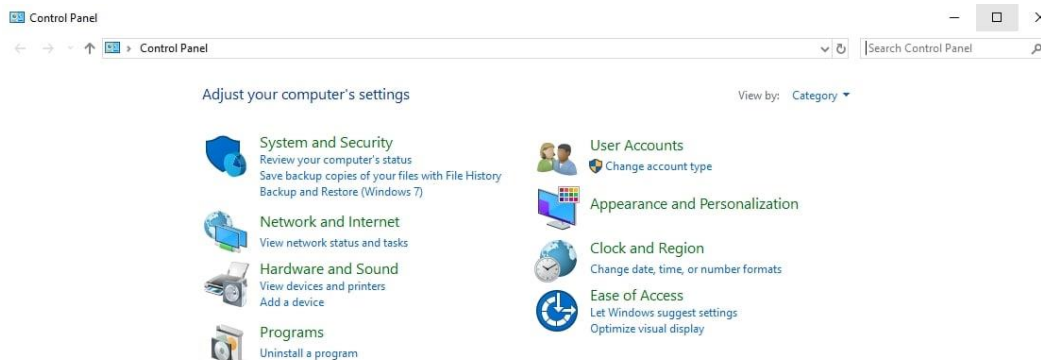 Control Panel
Control Panel
Search Control Panel
Adjust your computer's settings
View by: Category
System and Security
Review your computer's status
Save backup copies of your files with File History
Backup and Restore (Windows 7)
Network and Internet
View network status and tasks
Hardware and Sound
View devices and printers
Add a device
Programs
Uninstall a program
User Accounts
Change account type
Appearance and Personalization
Clock and Region
Change date, time, or number formats
Ease of Access
Let Windows suggest settings
Optimize visual display